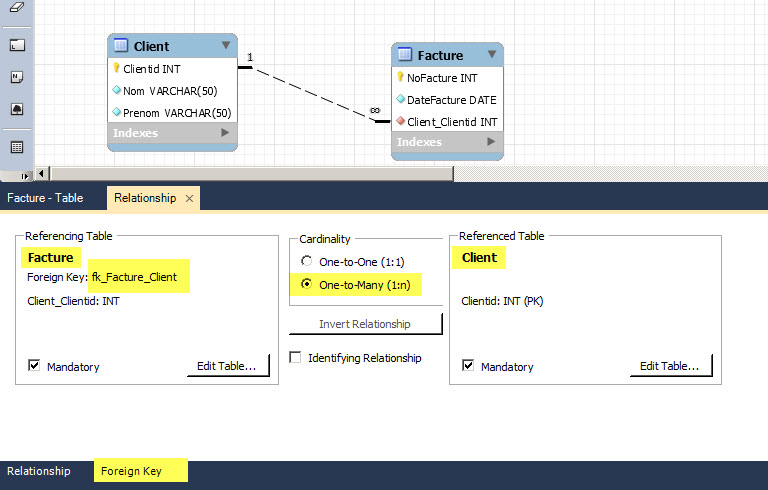 Client
Clientid INT
Nom VARCHAR(50)
Prenom VARCHAR(50)
Indexes
1
∞
Facture
NoFacture INT
DateFacture DATE
Client_Clientid INT
Indexes
Facture - Table
Relationship ×
Referencing Table
Facture
Foreign Key: fk_Facture_Client
Client_Clientid: INT
Mandatory
Edit Table...
Cardinality
One-to-One (1:1)
One-to-Many (1:n)
Invert Relationship
Identifying Relationship
Referenced Table
Client
Clientid: INT (PK)
Mandatory
Edit Table...
Relationship
Foreign Key